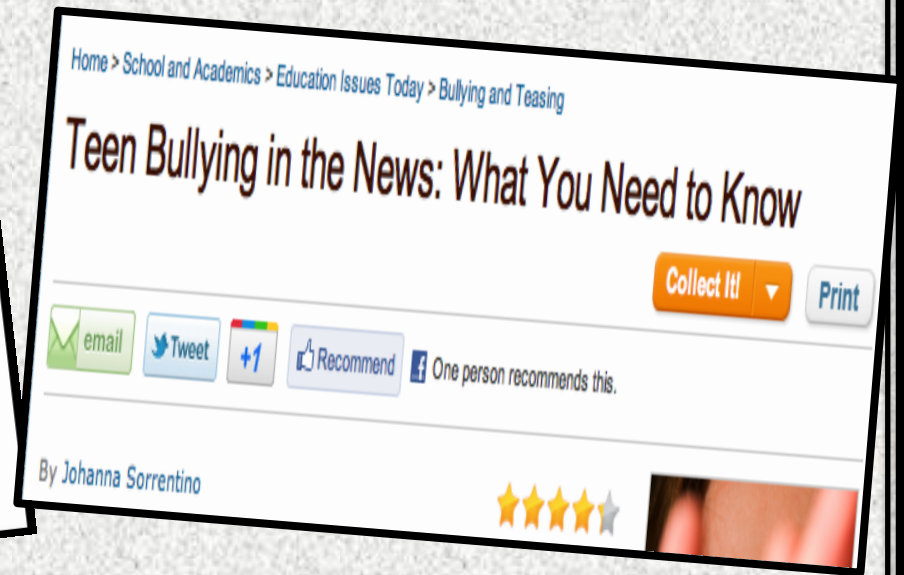 Home > School and Academics > Education Issues Today > Bullying and Teasing
Teen Bullying in the News: What You Need to Know
Collect It!
Print
email
Tweet
+1
Recommend
f One person recommends this.
By Johanna Sorrentino